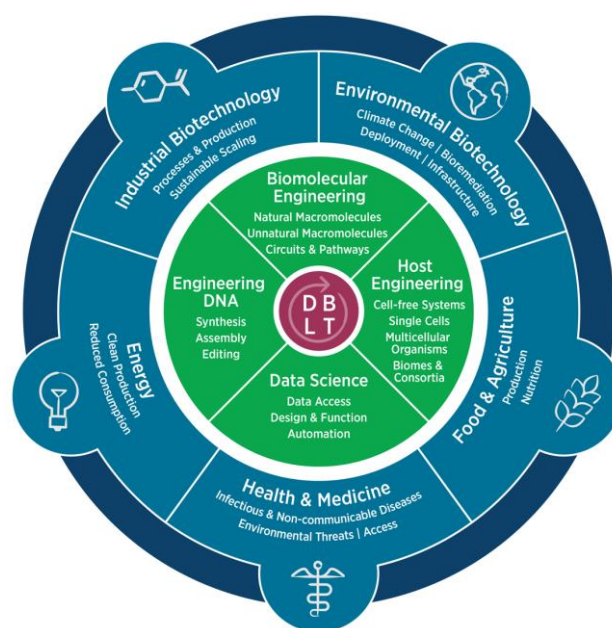 Industrial Biotechnology
Processes & Production
Sustainable Scaling
Environmental Biotechnology
Climate Change | Bioremediation
Deployment | Infrastructure
Biomolecular
Engineering
Natural Macromolecules
Unnatural Macromolecules
Circuits & Pathways
Engineering
DNA
Synthesis
Assembly
Editing
D B
L T
Host
Engineering
Cell-free Systems
Single Cells
Multicellular
Organisms
Biomes &
Consortia
Data Science
Data Access
Design & Function
Automation
Energy
Clean Production
Reduced Consumption
Food & Agriculture
Production
Nutrition
Health & Medicine
Infectious & Non-communicable Diseases
Environmental Threats | Access